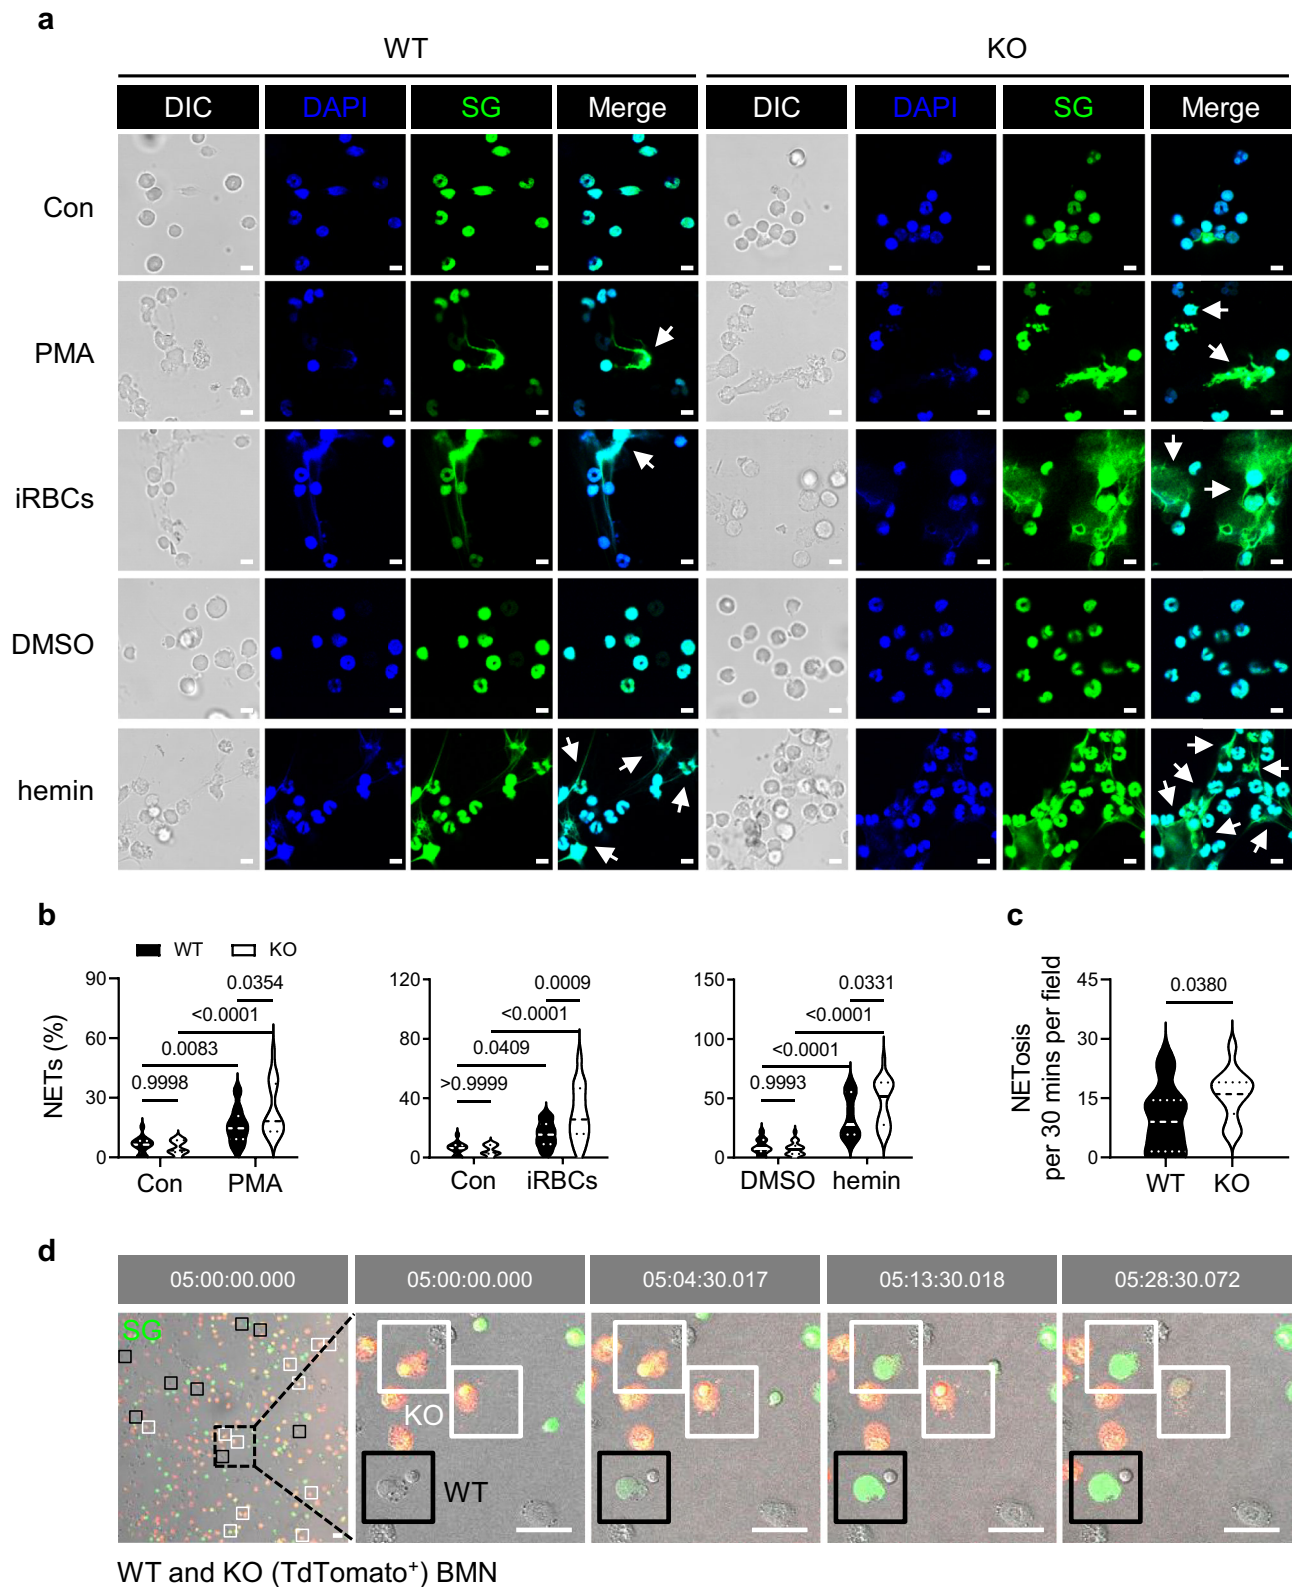 a
WT KO
DIC DAPI SG Merge DIC DAPI SG Merge
Con
PMA
iRBCs
DMSO
hemin
b
WT KO
NETs (%)
90
60
30
0
0.0354
<0.0001
0.0083
0.9998
Con PMA
120
80
40
0
0.0009
<0.0001
0.0409
>0.9999
Con iRBCs
150
100
50
0
0.0331
<0.0001
<0.0001
0.9993
DMSO hemin
c
NETosis
per 30 mins per field
45
30
15
0
0.0380
WT KO
d
05:00:00.000 05:00:00.000 05:04:30.017 05:13:30.018 05:28:30.072
SG
KO
WT
WT and KO (TdTomato⁺) BMN